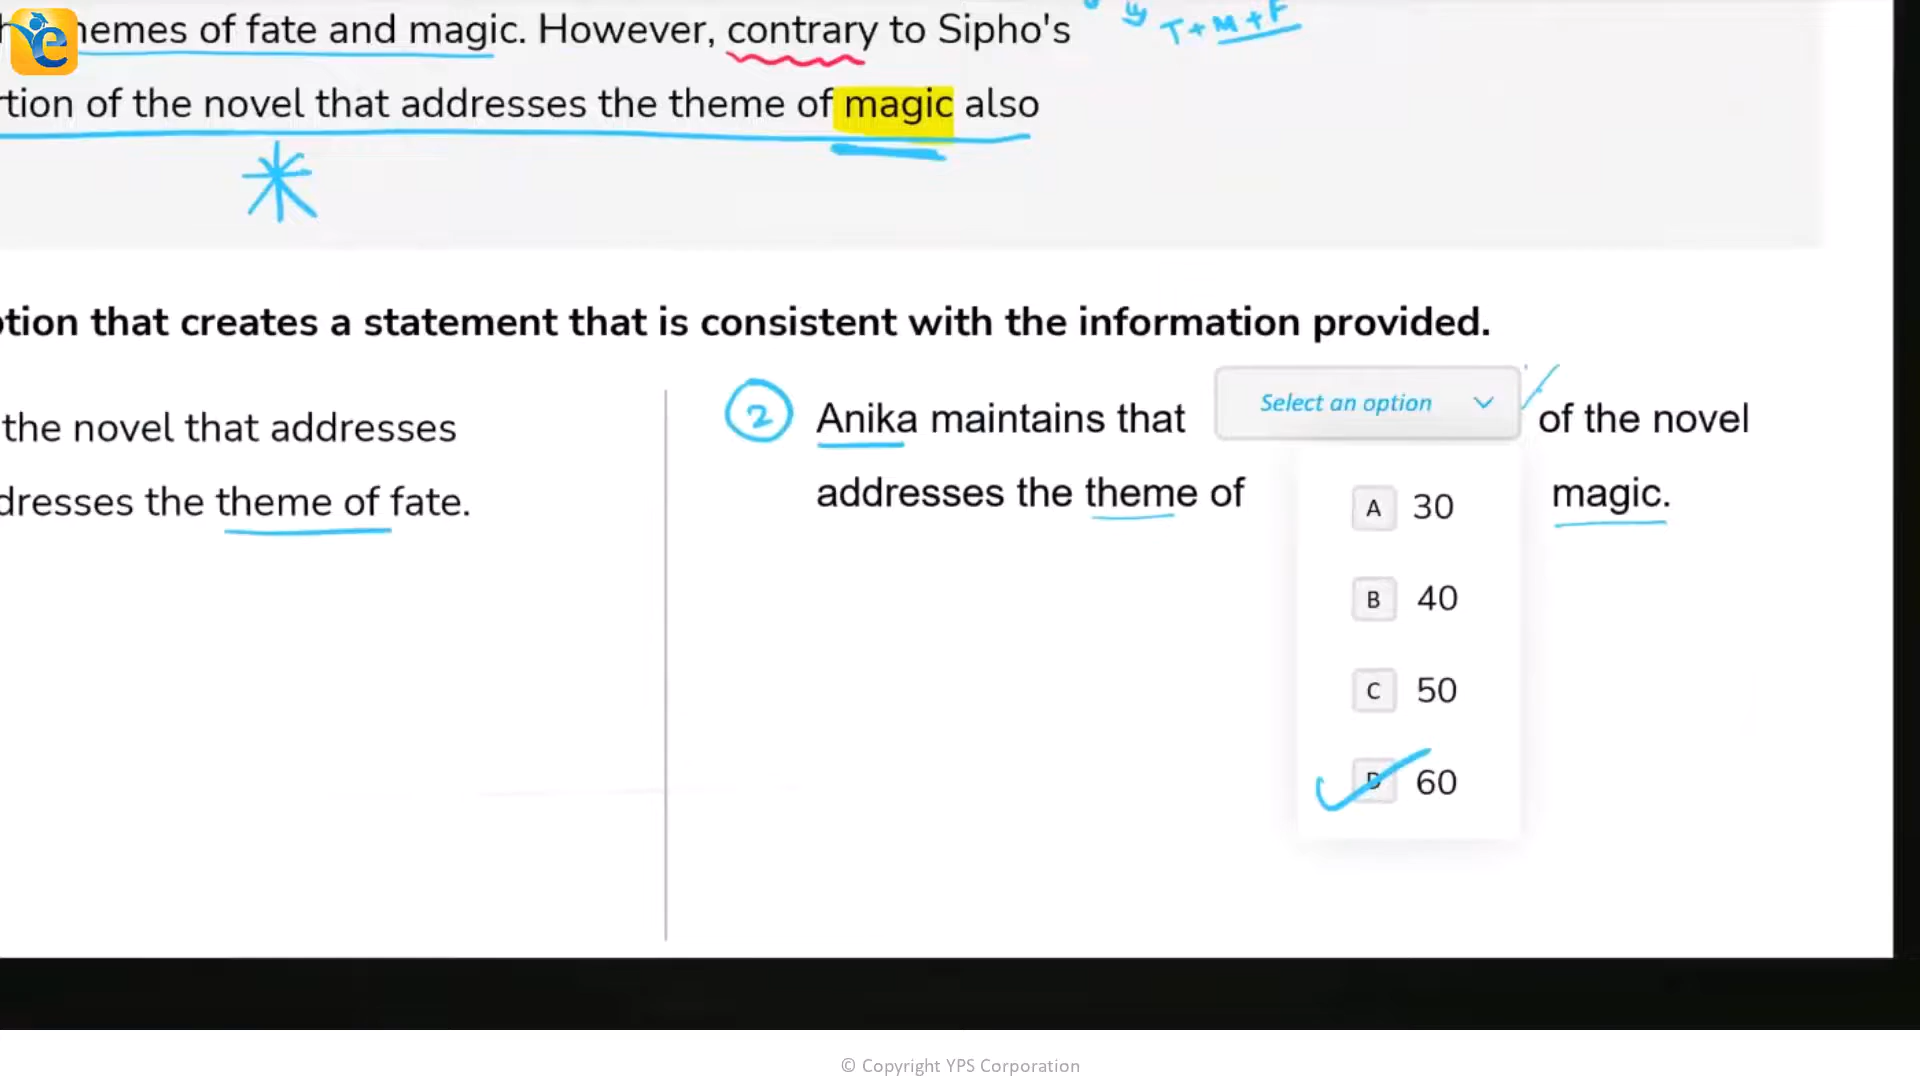 hemes of fate and magic. However, contrary to Sipho's
T + M + F
rtion of the novel that addresses the theme of magic also
otion that creates a statement that is consistent with the information provided.
the novel that addresses
dresses the theme of fate.
2 Anika maintains that Select an option of the novel
addresses the theme of magic.
A 30
B 40
C 50
D 60
© Copyright YPS Corporation